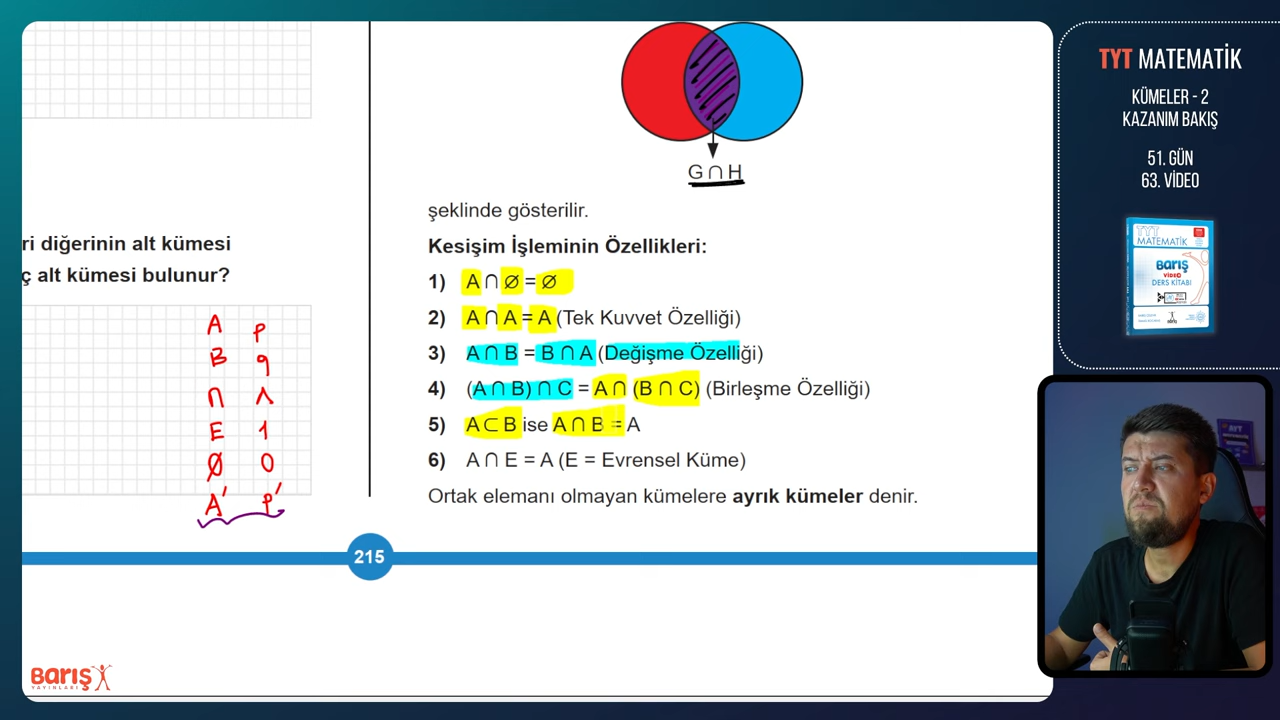 ri diğerinin alt kümesi
ç alt kümesi bulunur?
A p
B q
∩ ∧
E 1
Ø 0
A' p'
G ∩ H
şeklinde gösterilir.
Kesişim İşleminin Özellikleri:
1) A ∩ ∅ = ∅
2) A ∩ A = A (Tek Kuvvet Özelliği)
3) A ∩ B = B ∩ A (Değişme Özelliği)
4) (A ∩ B) ∩ C = A ∩ (B ∩ C) (Birleşme Özelliği)
5) A ⊂ B ise A ∩ B = A
6) A ∩ E = A (E = Evrensel Küme)
Ortak elemanı olmayan kümelere ayrık kümeler denir.
215
BARIŞ
YAYINLARI
TYT MATEMATİK
KÜMELER - 2
KAZANIM BAKIŞ
51. GÜN
63. VİDEO
TYT
MATEMATİK
BARIŞ
VİDEO
DERS KİTABI